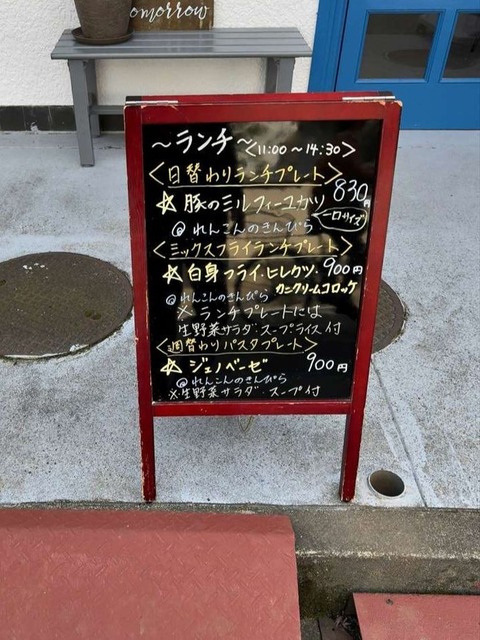 omorrow
～ランチ～<11:00～14:30>
<日替わりランチプレート>
☆ 豚のミルフィーユカツ 830円
一口サイズ
@ れんこんのきんぴら
<ミックスフライランチプレート>
☆ 白身フライ・ヒレカツ・ 900円
カニクリームコロッケ
@ れんこんのきんぴら
※ ランチプレートには
生野菜サラダ・スープライス付
<週替わりパスタプレート>
☆ ジェノベーゼ 900円
@ れんこんのきんぴら
※生野菜サラダ・スープ付